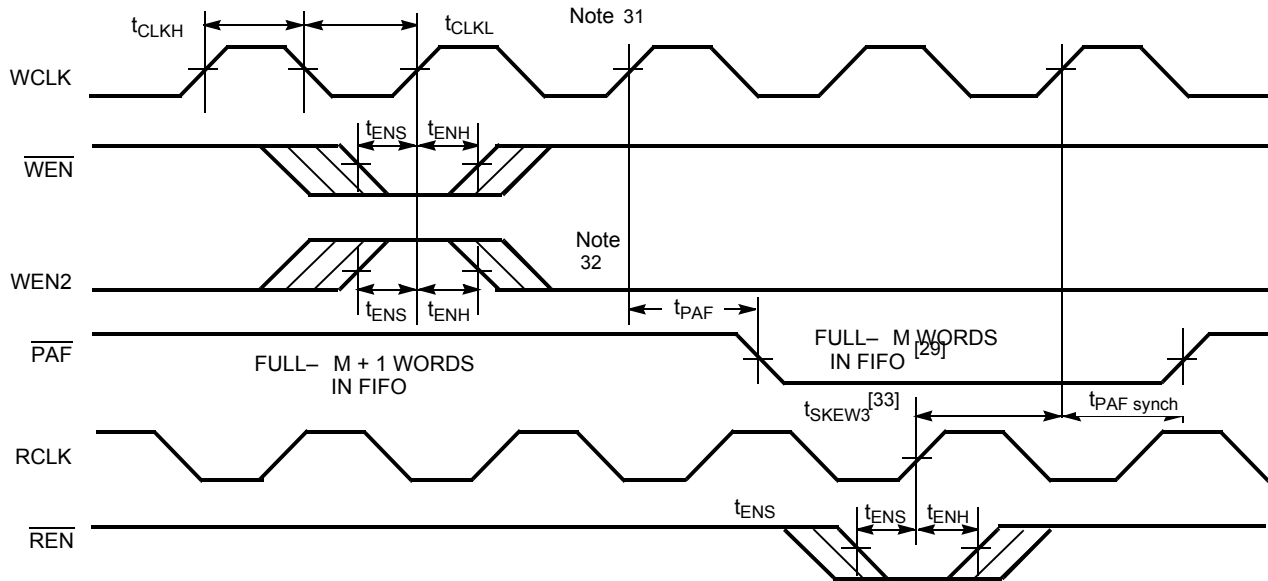 Note 31
tCLKH
tCLKL
WCLK
tENS
tENH
WEN
Note
32
WEN2
tENS
tENH
tPAF
PAF
FULL– M + 1 WORDS
IN FIFO
FULL– M WORDS
IN FIFO [29]
tSKEW3[33]
tPAF synch
RCLK
tENS
tENS
tENH
REN